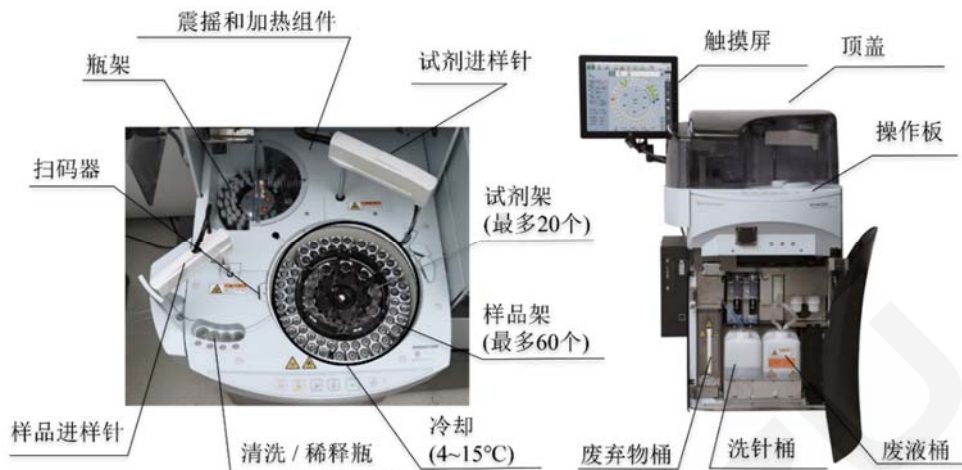 震摇和加热组件
瓶架
试剂进样针
扫码器
试剂架
(最多20个)
样品架
(最多60个)
样品进样针
清洗 / 稀释瓶
冷却
(4~15℃)
触摸屏
顶盖
操作板
废弃物桶
洗针桶
废液桶